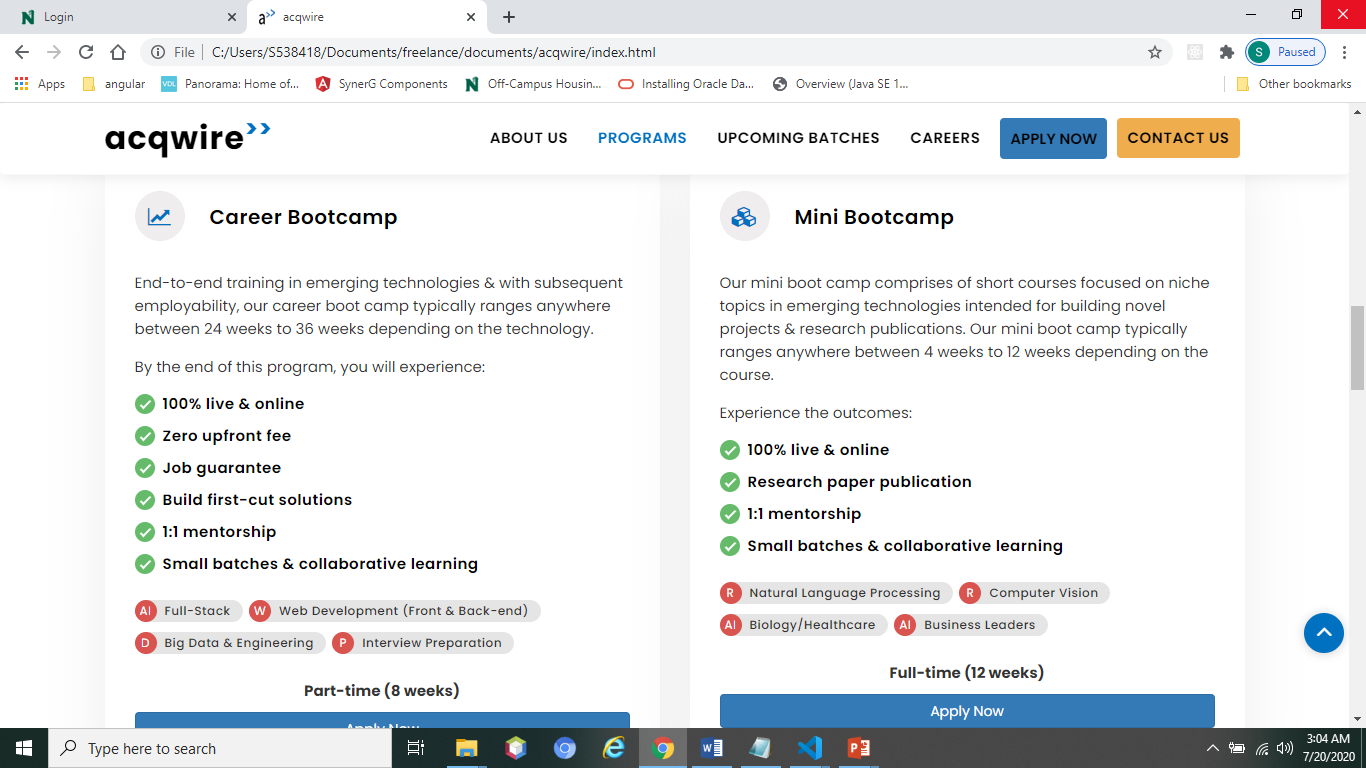 Login
acqwire
File
C:/Users/S538418/Documents/freelance/documents/acqwire/index.html
S Paused
Apps
angular
VDL Panorama: Home of...
SynerG Components
Off-Campus Housin...
Installing Oracle Da...
Overview (Java SE 1...
Other bookmarks
acqwire
ABOUT US
PROGRAMS
UPCOMING BATCHES
CAREERS
APPLY NOW
CONTACT US
Career Bootcamp
End-to-end training in emerging technologies & with subsequent
employability, our career boot camp typically ranges anywhere
between 24 weeks to 36 weeks depending on the technology.
By the end of this program, you will experience:
100% live & online
Zero upfront fee
Job guarantee
Build first-cut solutions
1:1 mentorship
Small batches & collaborative learning
AI Full-Stack W Web Development (Front & Back-end)
D Big Data & Engineering P Interview Preparation
Part-time (8 weeks)
Apply Now
Mini Bootcamp
Our mini boot camp comprises of short courses focused on niche
topics in emerging technologies intended for building novel
projects & research publications. Our mini boot camp typically
ranges anywhere between 4 weeks to 12 weeks depending on the
course.
Experience the outcomes:
100% live & online
Research paper publication
1:1 mentorship
Small batches & collaborative learning
R Natural Language Processing R Computer Vision
AI Biology/Healthcare AI Business Leaders
Full-time (12 weeks)
Apply Now
Type here to search
3:04 AM
7/20/2020